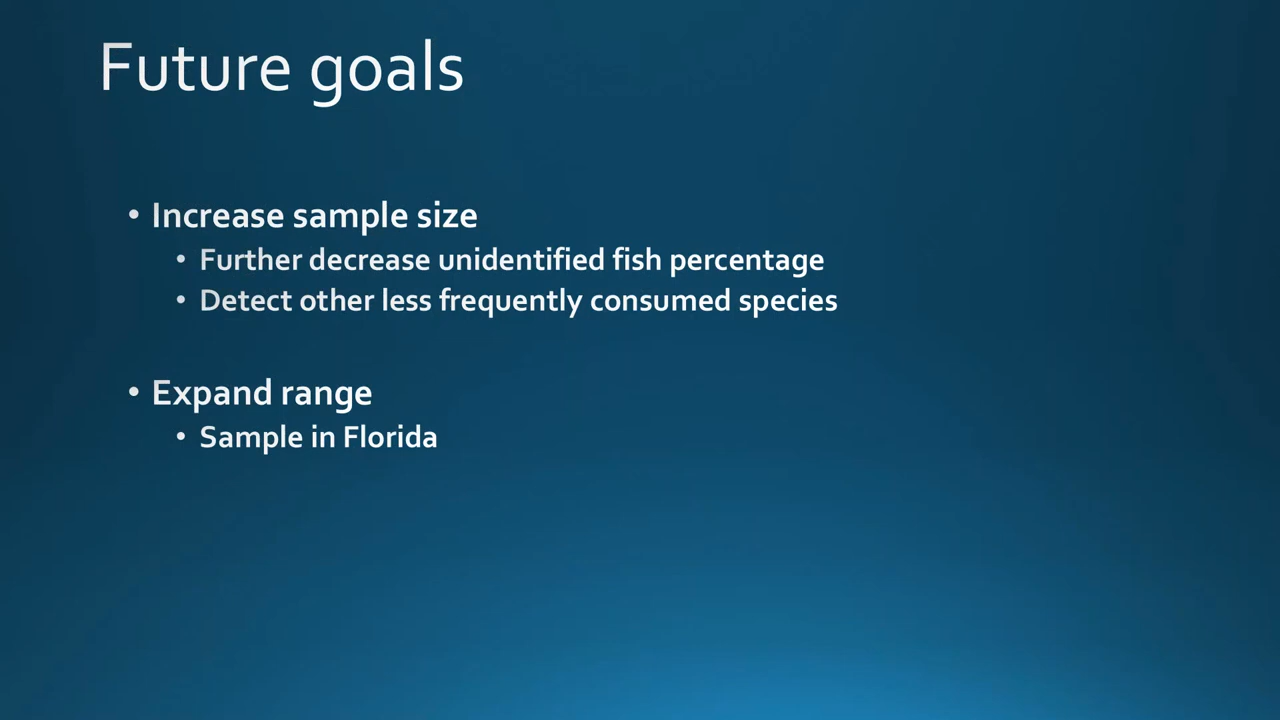 Future goals
• Increase sample size
• Further decrease unidentified fish percentage
• Detect other less frequently consumed species
• Expand range
• Sample in Florida